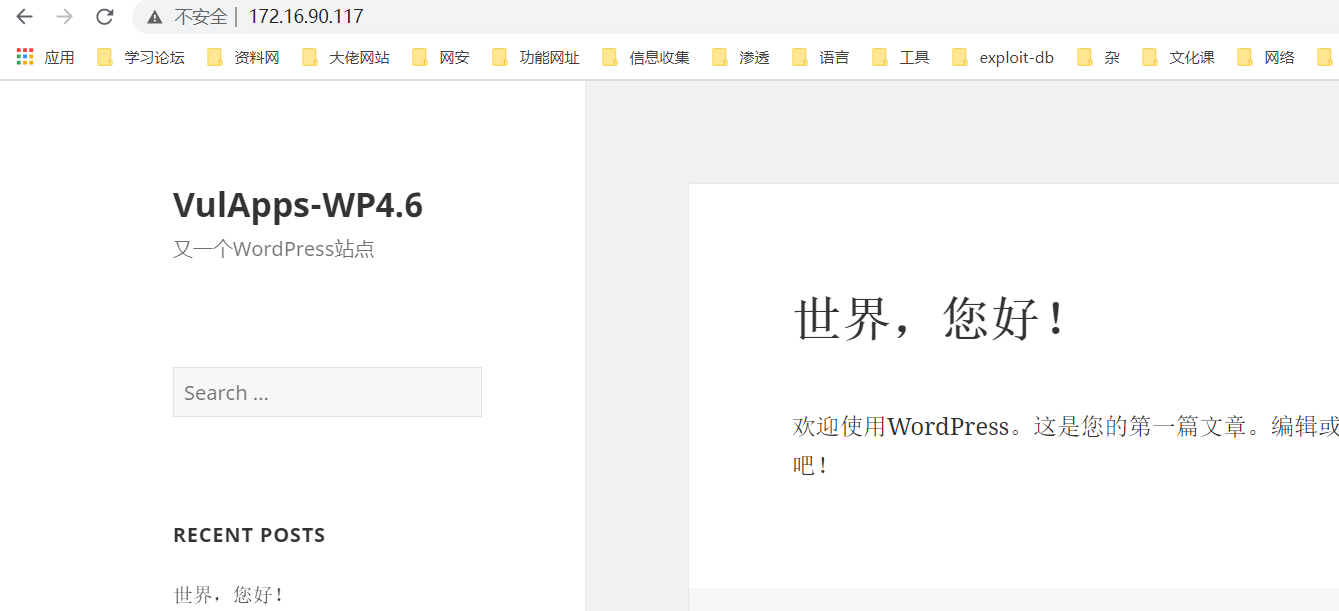 不安全 | 172.16.90.117
应用 学习论坛 资料网 大佬网站 网安 功能网址 信息收集 渗透 语言 工具 exploit-db 杂 文化课 网络
VulApps-WP4.6
又一个WordPress站点
Search ...
RECENT POSTS
世界，您好！
世界，您好！
欢迎使用WordPress。这是您的第一篇文章。编辑或
吧！